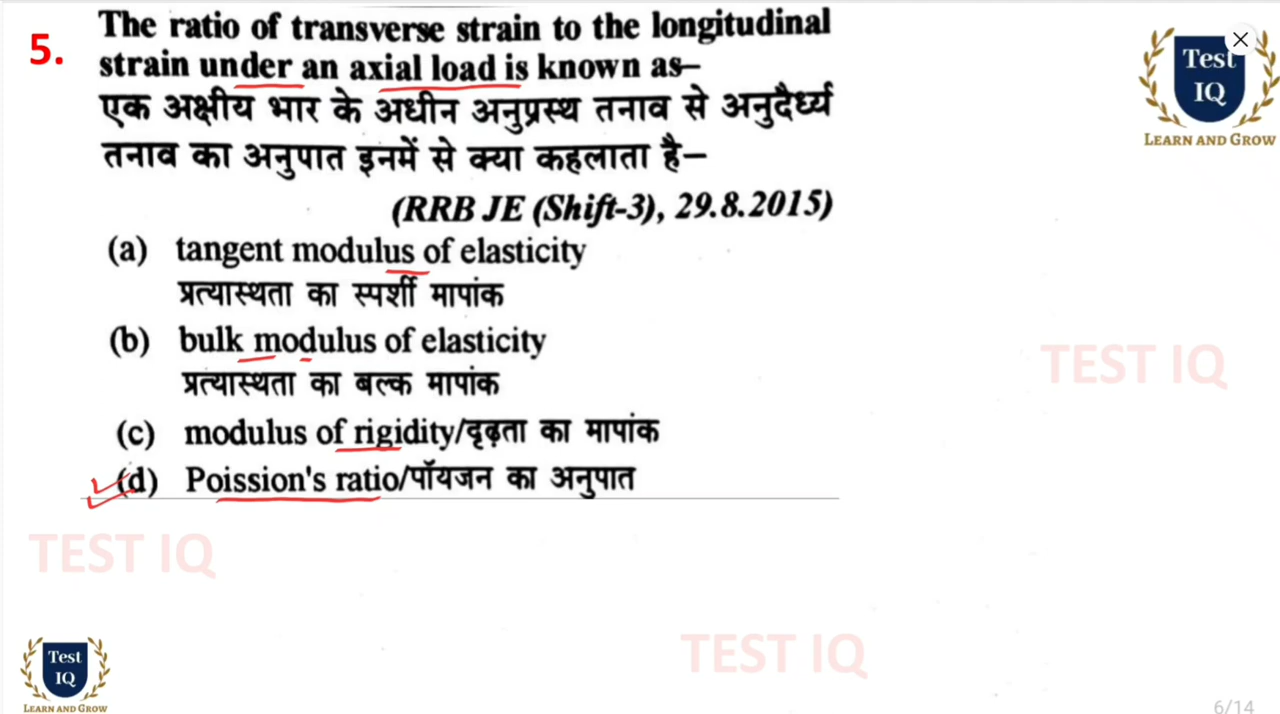 5.
The ratio of transverse strain to the longitudinal
strain under an axial load is known as–
एक अक्षीय भार के अधीन अनुप्रस्थ तनाव से अनुदैर्ध्य
तनाव का अनुपात इनमें से क्या कहलाता है–
(RRB JE (Shift-3), 29.8.2015)
(a) tangent modulus of elasticity
प्रत्यास्थता का स्पर्शी मापांक
(b) bulk modulus of elasticity
प्रत्यास्थता का बल्क मापांक
(c) modulus of rigidity/दृढ़ता का मापांक
(d) Poission's ratio/पॉयजन का अनुपात
Test
IQ
LEARN AND GROW
TEST IQ
TEST IQ
TEST IQ
Test
IQ
LEARN AND GROW
6/14